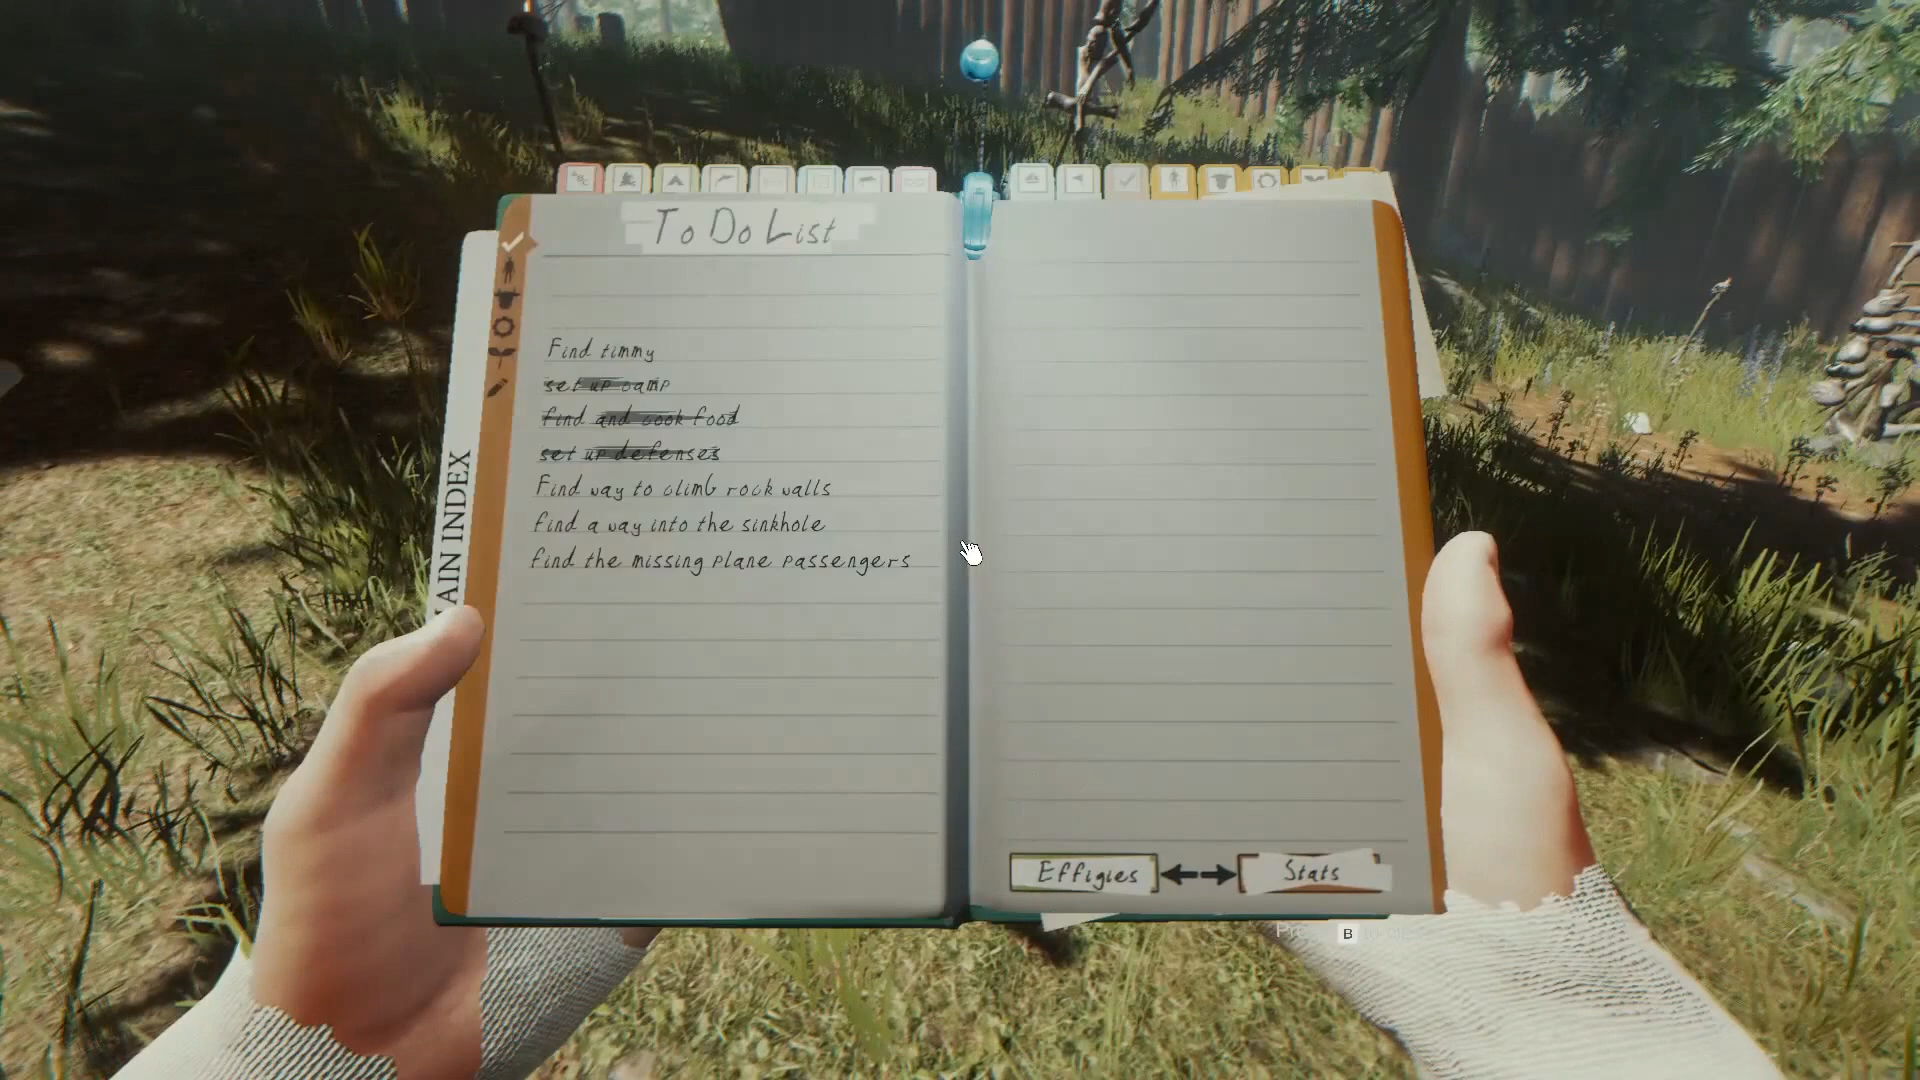 To Do List
Find timmy
set up camp
find and cook food
set up defenses
Find way to climb rock walls
find a way into the sinkhole
find the missing plane passengers
AIN INDEX
Effigies
Stats
B